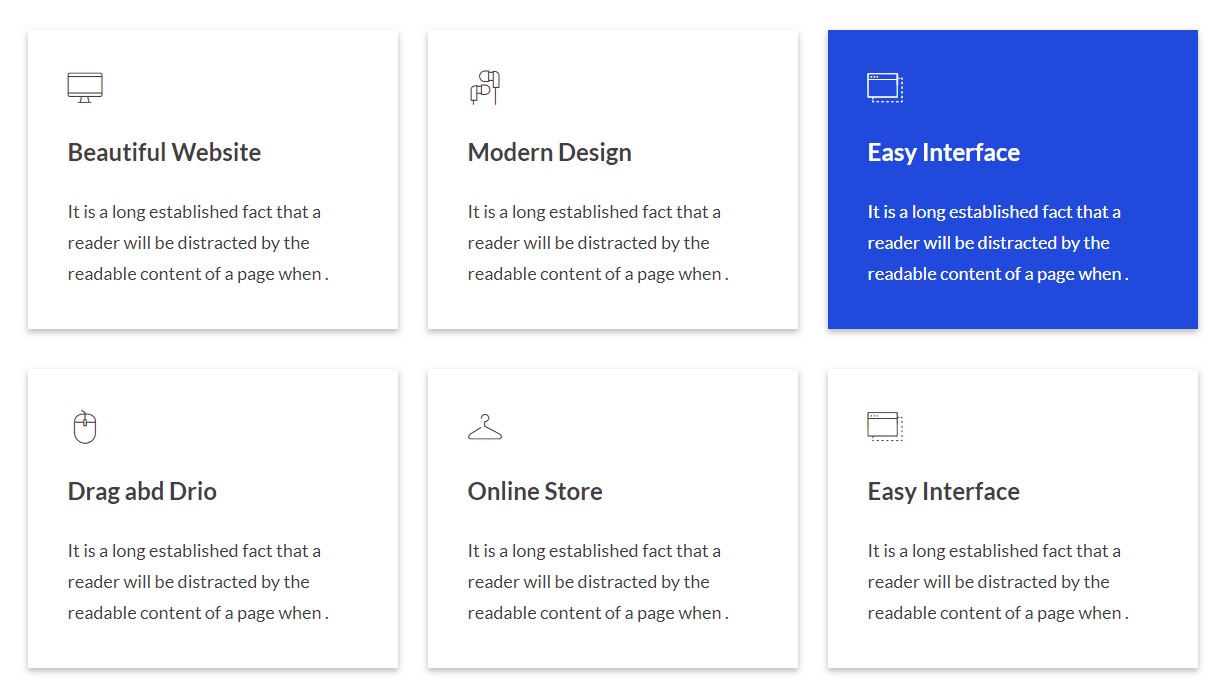 Beautiful Website
It is a long established fact that a
reader will be distracted by the
readable content of a page when .
Modern Design
It is a long established fact that a
reader will be distracted by the
readable content of a page when .
Easy Interface
It is a long established fact that a
reader will be distracted by the
readable content of a page when .
Drag abd Drio
It is a long established fact that a
reader will be distracted by the
readable content of a page when .
Online Store
It is a long established fact that a
reader will be distracted by the
readable content of a page when .
Easy Interface
It is a long established fact that a
reader will be distracted by the
readable content of a page when .